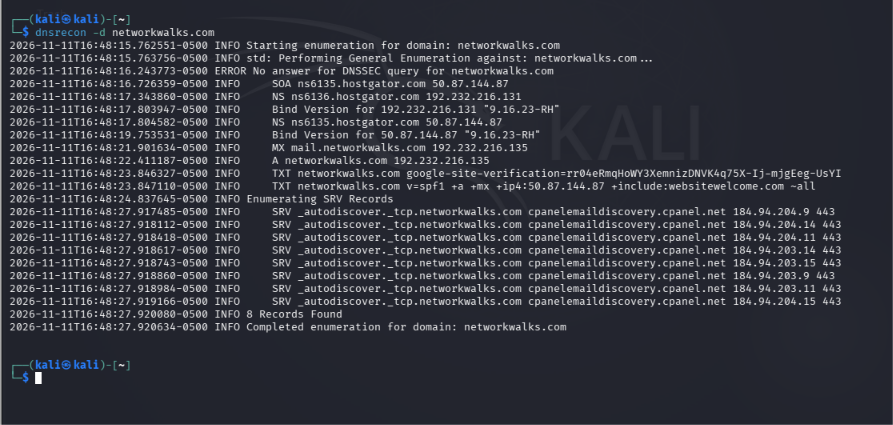 ┌──(kali㉿kali)-[~]
└─$ dnsrecon -d networkwalks.com
2026-11-11T16:48:15.762551-0500 INFO Starting enumeration for domain: networkwalks.com
2026-11-11T16:48:15.763756-0500 INFO std: Performing General Enumeration against: networkwalks.com...
2026-11-11T16:48:16.243773-0500 ERROR No answer for DNSSEC query for networkwalks.com
2026-11-11T16:48:16.726359-0500 INFO SOA ns6135.hostgator.com 50.87.144.87
2026-11-11T16:48:17.343860-0500 INFO NS ns6136.hostgator.com 192.232.216.131
2026-11-11T16:48:17.803947-0500 INFO Bind Version for 192.232.216.131 "9.16.23-RH"
2026-11-11T16:48:17.804582-0500 INFO NS ns6135.hostgator.com 50.87.144.87
2026-11-11T16:48:19.753531-0500 INFO Bind Version for 50.87.144.87 "9.16.23-RH"
2026-11-11T16:48:21.901634-0500 INFO MX mail.networkwalks.com 192.232.216.135
2026-11-11T16:48:22.411187-0500 INFO A networkwalks.com 192.232.216.135
2026-11-11T16:48:23.846327-0500 INFO TXT networkwalks.com google-site-verification=rr04eRmqHoWY3XemnizDNVK4q75X-Ij-mjgEeg-UsYI
2026-11-11T16:48:23.847110-0500 INFO TXT networkwalks.com v=spf1 +a +mx +ip4:50.87.144.87 +include:websitewelcome.com ~all
2026-11-11T16:48:24.837645-0500 INFO Enumerating SRV Records
2026-11-11T16:48:27.917485-0500 INFO SRV _autodiscover._tcp.networkwalks.com cpanelemaildiscovery.cpanel.net 184.94.204.9 443
2026-11-11T16:48:27.918112-0500 INFO SRV _autodiscover._tcp.networkwalks.com cpanelemaildiscovery.cpanel.net 184.94.204.14 443
2026-11-11T16:48:27.918418-0500 INFO SRV _autodiscover._tcp.networkwalks.com cpanelemaildiscovery.cpanel.net 184.94.204.11 443
2026-11-11T16:48:27.918617-0500 INFO SRV _autodiscover._tcp.networkwalks.com cpanelemaildiscovery.cpanel.net 184.94.203.14 443
2026-11-11T16:48:27.918743-0500 INFO SRV _autodiscover._tcp.networkwalks.com cpanelemaildiscovery.cpanel.net 184.94.203.15 443
2026-11-11T16:48:27.918860-0500 INFO SRV _autodiscover._tcp.networkwalks.com cpanelemaildiscovery.cpanel.net 184.94.203.9 443
2026-11-11T16:48:27.918984-0500 INFO SRV _autodiscover._tcp.networkwalks.com cpanelemaildiscovery.cpanel.net 184.94.203.11 443
2026-11-11T16:48:27.919166-0500 INFO SRV _autodiscover._tcp.networkwalks.com cpanelemaildiscovery.cpanel.net 184.94.204.15 443
2026-11-11T16:48:27.920080-0500 INFO 8 Records Found
2026-11-11T16:48:27.920634-0500 INFO Completed enumeration for domain: networkwalks.com
┌──(kali㉿kali)-[~]
└─$
KALI